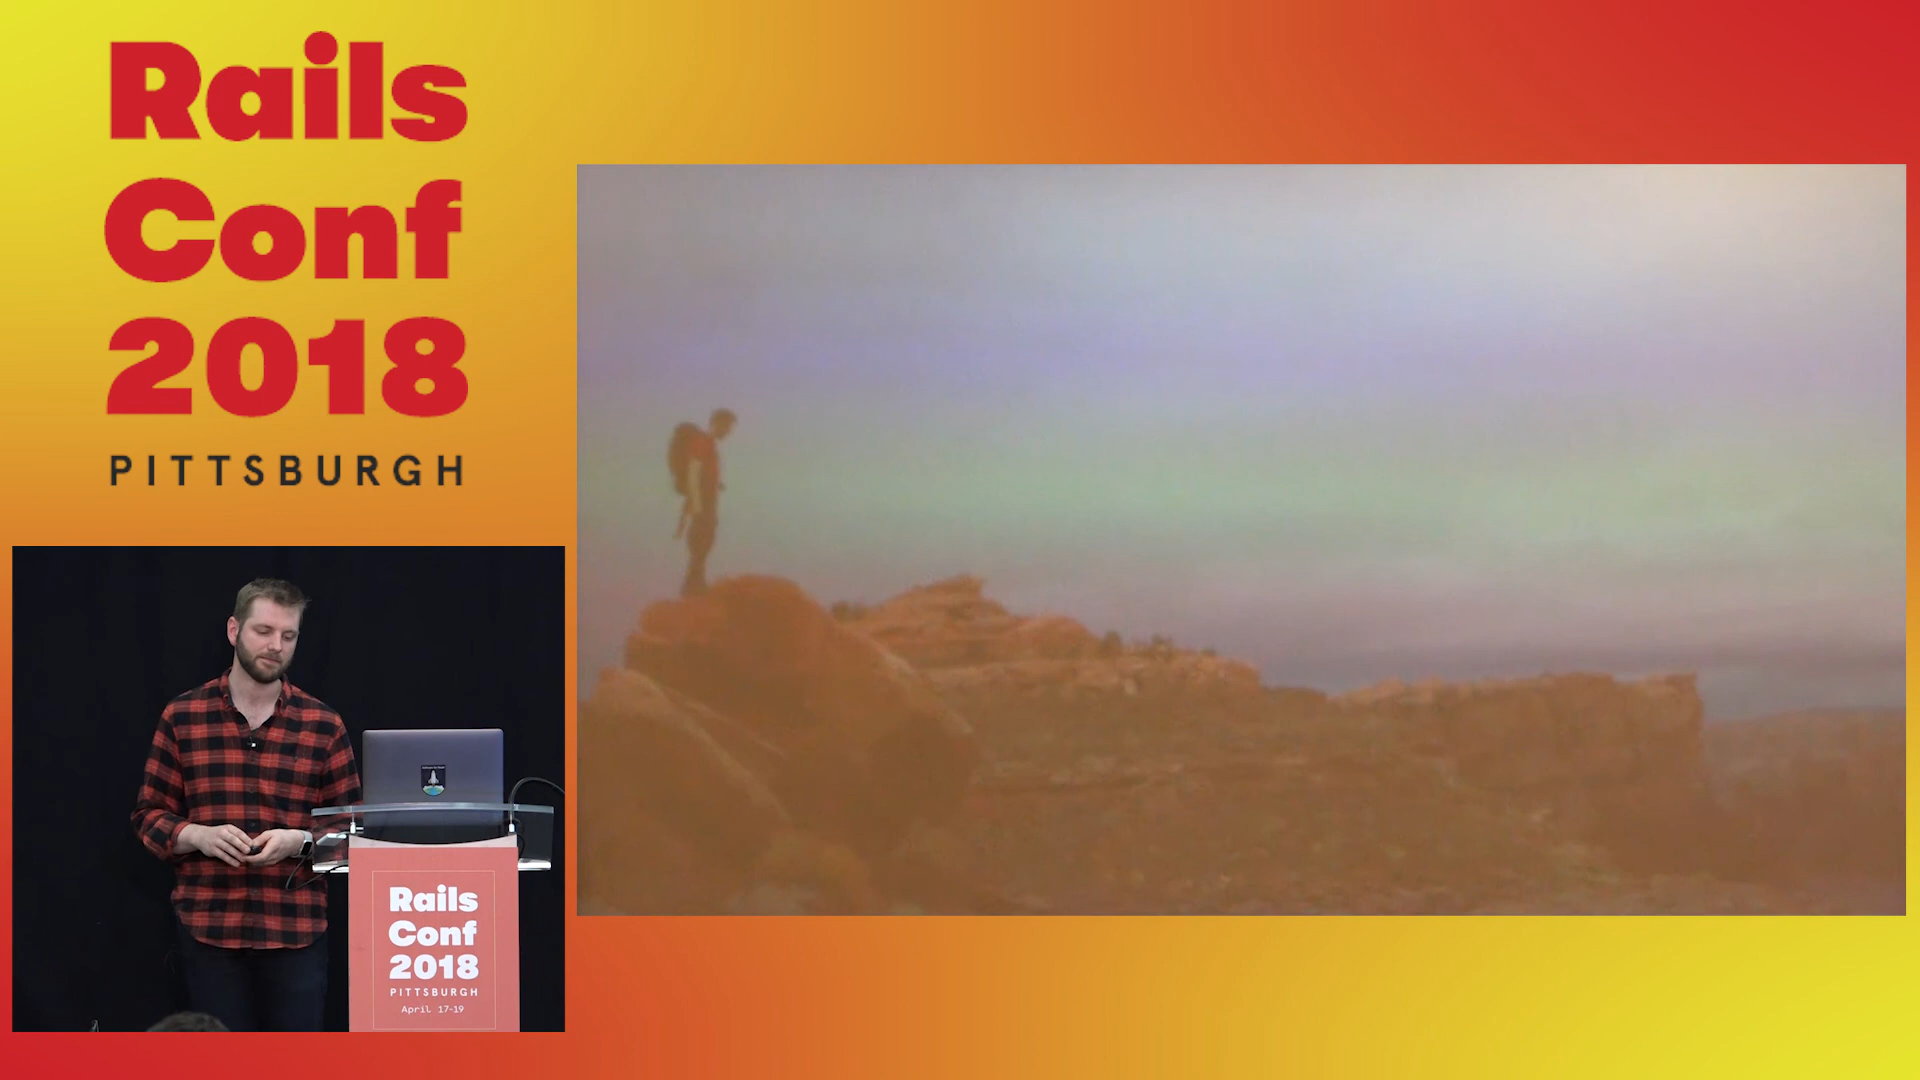 Rails
Conf
2018
PITTSBURGH
Rails
Conf
2018
PITTSBURGH
April 17-19